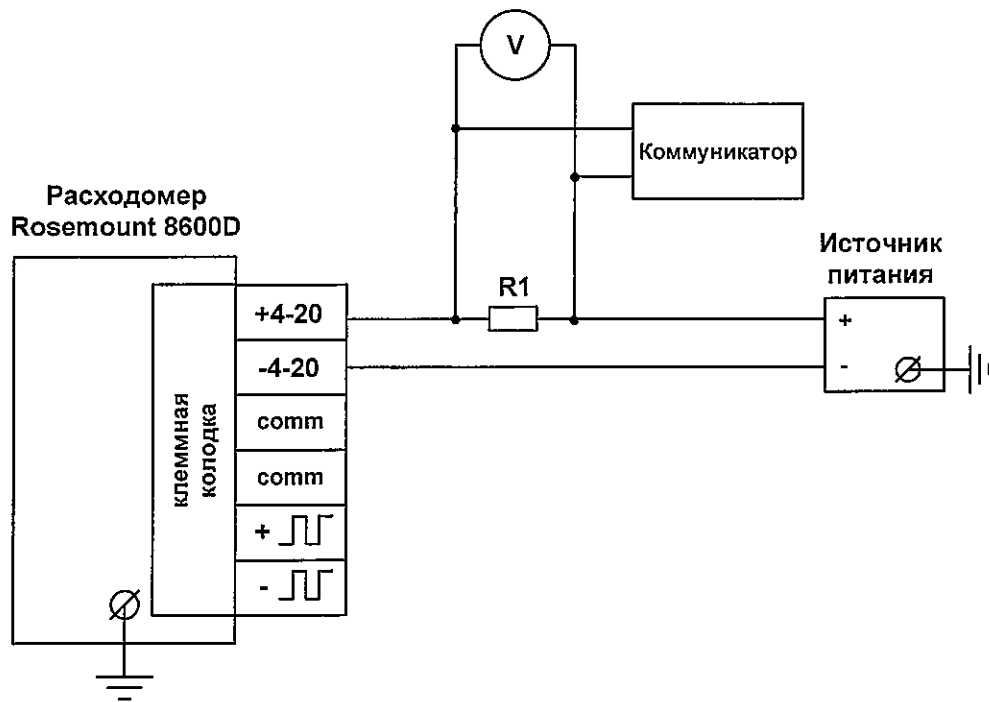 V
Коммуникатор
Расходомер
Rosemount 8600D
Источник
питания
R1
+4-20
+
-4-20
-
comm
comm
клеммная
колодка
+
-